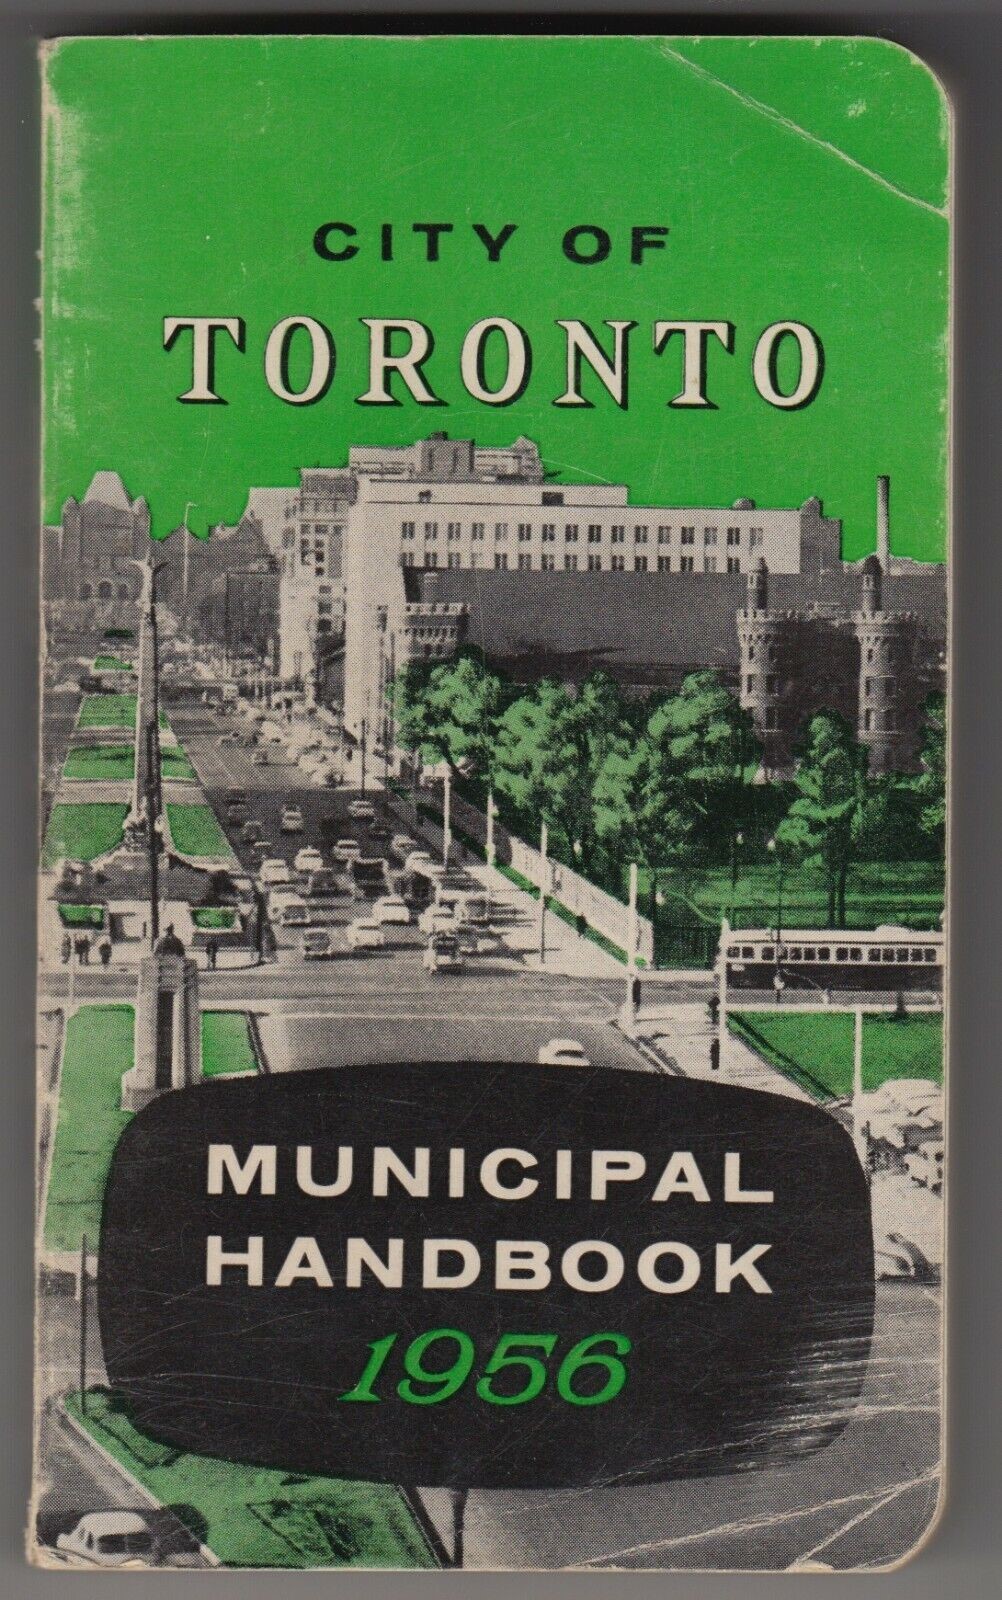 CITY OF
TORONTO
MUNICIPAL
HANDBOOK
1956